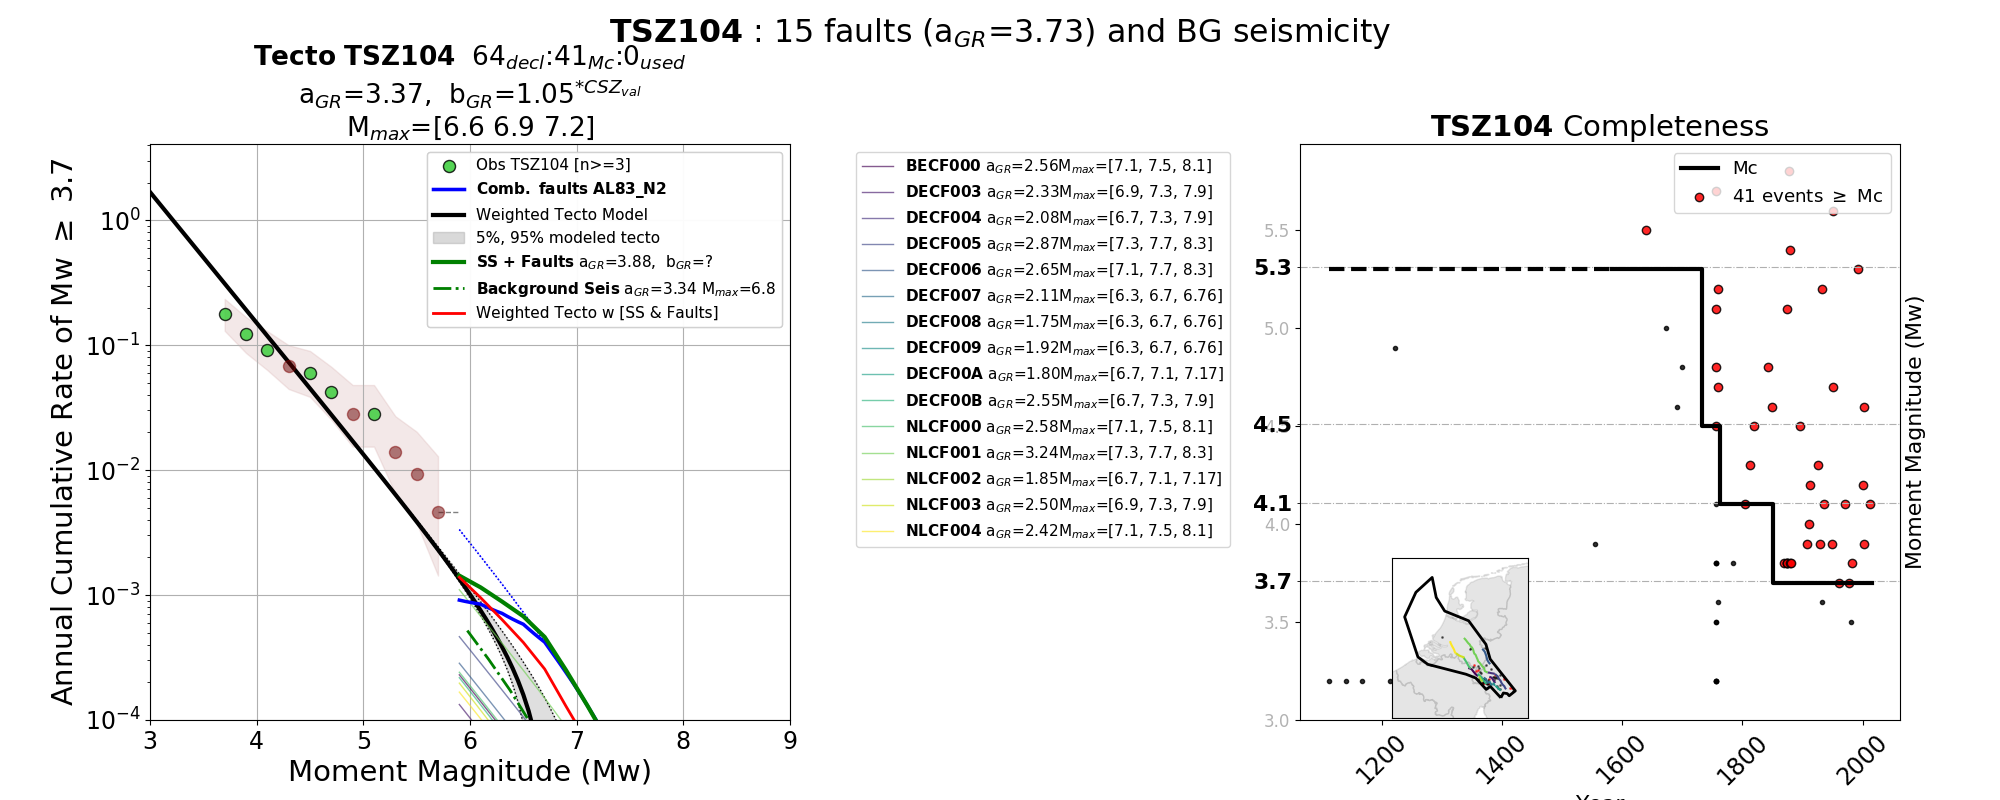 TSZ104 : 15 faults (aGR=3.73) and BG seismicity
Tecto TSZ104 64decl:41Mc:0used
aGR=3.37, bGR=1.05*CSZval
Mmax=[6.6 6.9 7.2]
Annual Cumulative Rate of Mw ≥ 3.7
10^0
10^−1
10^−2
10^−3
10^−4
3 4 5 6 7 8 9
Moment Magnitude (Mw)
Obs TSZ104 [n>=3]
Comb. faults AL83_N2
Weighted Tecto Model
5%, 95% modeled tecto
SS + Faults aGR=3.88, bGR=?
Background Seis aGR=3.34 Mmax=6.8
Weighted Tecto w [SS & Faults]
BECF000 aGR=2.56Mmax=[7.1, 7.5, 8.1]
DECF003 aGR=2.33Mmax=[6.9, 7.3, 7.9]
DECF004 aGR=2.08Mmax=[6.7, 7.3, 7.9]
DECF005 aGR=2.87Mmax=[7.3, 7.7, 8.3]
DECF006 aGR=2.65Mmax=[7.1, 7.7, 8.3]
DECF007 aGR=2.11Mmax=[6.3, 6.7, 6.76]
DECF008 aGR=1.75Mmax=[6.3, 6.7, 6.76]
DECF009 aGR=1.92Mmax=[6.3, 6.7, 6.76]
DECF00A aGR=1.80Mmax=[6.7, 7.1, 7.17]
DECF00B aGR=2.55Mmax=[6.7, 7.3, 7.9]
NLCF000 aGR=2.58Mmax=[7.1, 7.5, 8.1]
NLCF001 aGR=3.24Mmax=[7.3, 7.7, 8.3]
NLCF002 aGR=1.85Mmax=[6.7, 7.1, 7.17]
NLCF003 aGR=2.50Mmax=[6.9, 7.3, 7.9]
NLCF004 aGR=2.42Mmax=[7.1, 7.5, 8.1]
TSZ104 Completeness
Mc
41 events ≥ Mc
5.5
5.3
5.0
4.5
4.1
4.0
3.7
3.5
3.0
1200 1400 1600 1800 2000
Moment Magnitude (Mw)